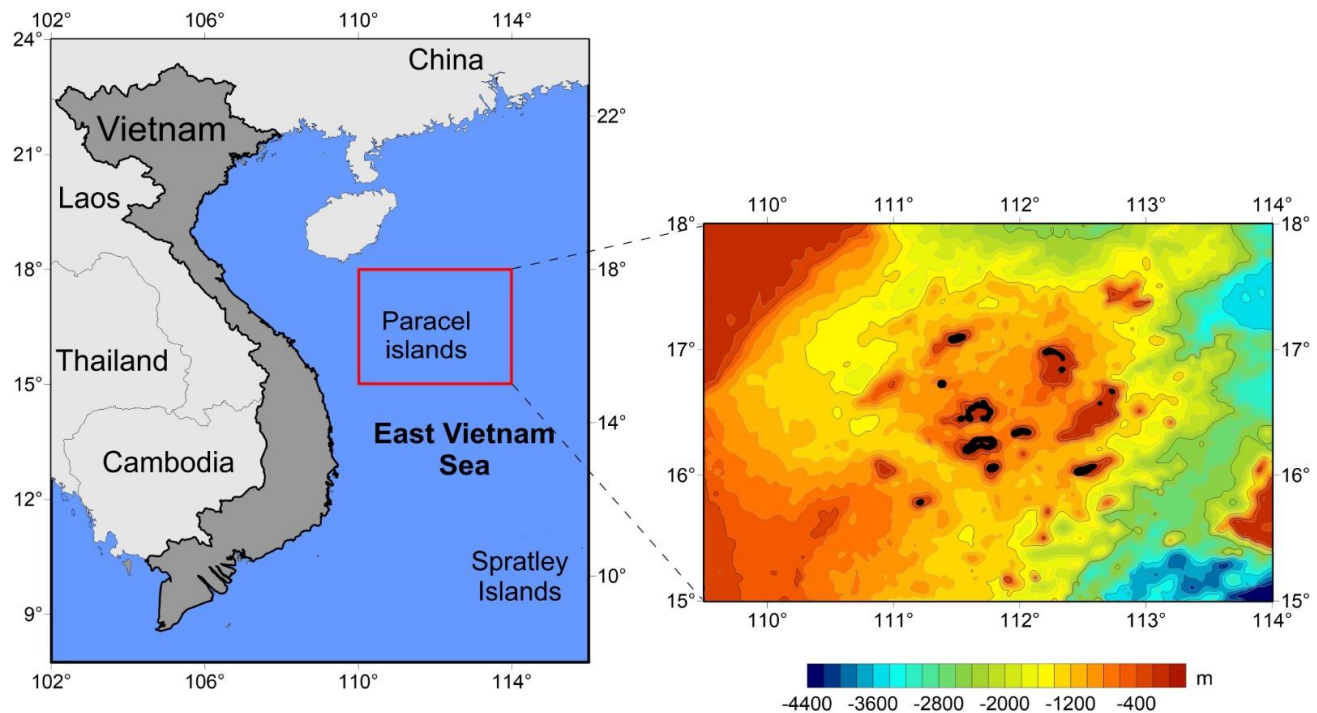 102° 106° 110° 114°
24°
China
Vietnam
22°
21°
Laos
110° 111° 112° 113° 114°
18° 18° 18° 18°
Paracel
islands
Thailand
17° 17°
15°
East Vietnam
Sea
14°
Cambodia
16° 16°
12°
Spratley
Islands
10°
15° 15°
9°
110° 111° 112° 113° 114°
102° 106° 110° 114°
m
-4400 -3600 -2800 -2000 -1200 -400